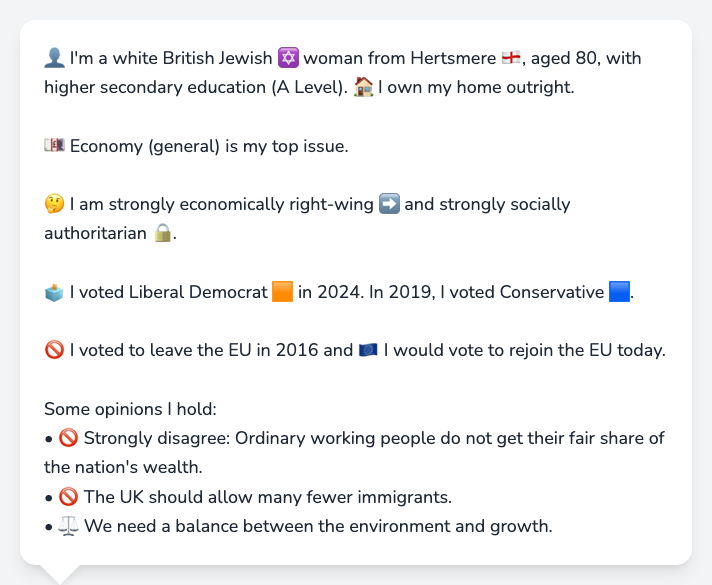 👤 I'm a white British Jewish ✡️ woman from Hertsmere 🏴󠁧󠁢󠁥󠁮󠁧󠁿, aged 80, with
higher secondary education (A Level). 🏠 I own my home outright.
💷 Economy (general) is my top issue.
🤔 I am strongly economically right-wing ➡️ and strongly socially
authoritarian 🔒.
🗳️ I voted Liberal Democrat 🟧 in 2024. In 2019, I voted Conservative 🟦.
🚫 I voted to leave the EU in 2016 and 🇪🇺 I would vote to rejoin the EU today.
Some opinions I hold:
• 🚫 Strongly disagree: Ordinary working people do not get their fair share of
the nation's wealth.
• 🚫 The UK should allow many fewer immigrants.
• ⚖️ We need a balance between the environment and growth.